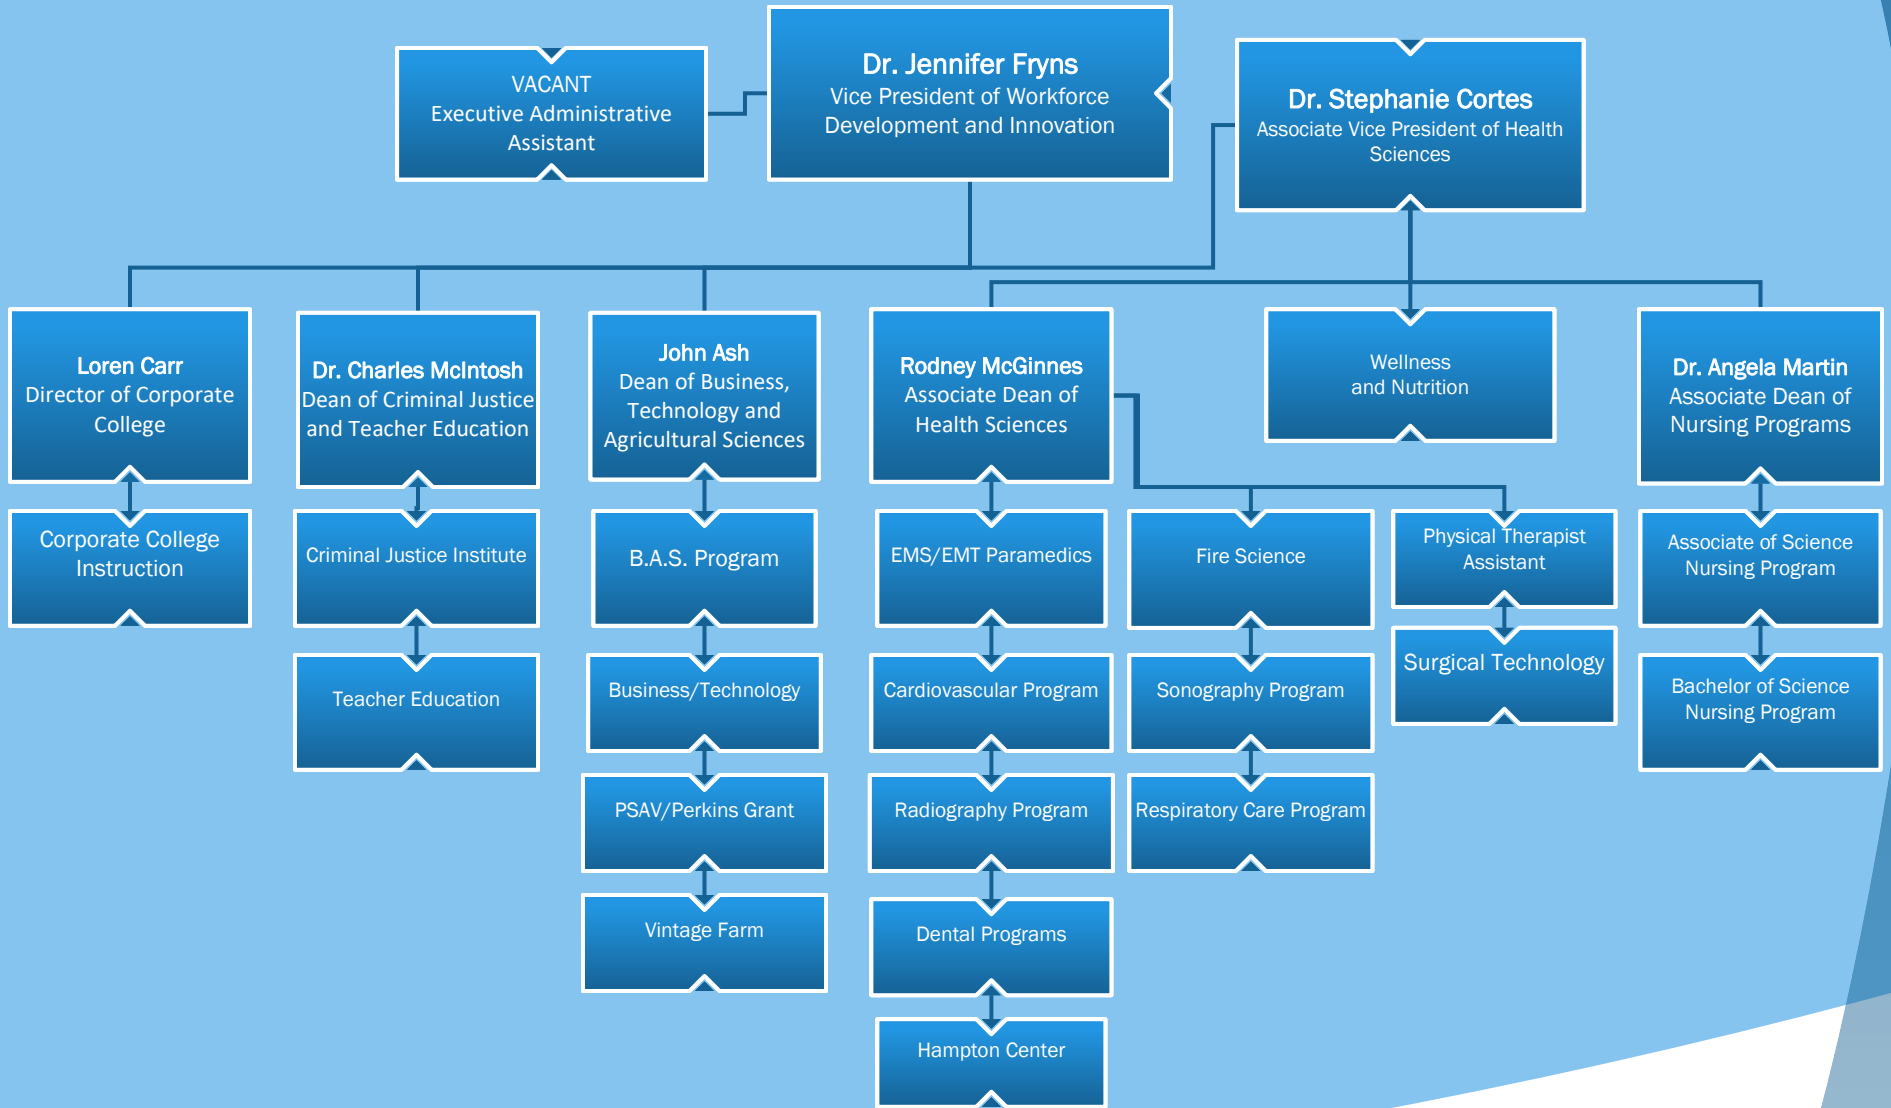 VACANT
Executive Administrative
Assistant
Dr. Jennifer Fryns
Vice President of Workforce
Development and Innovation
Dr. Stephanie Cortes
Associate Vice President of Health
Sciences
Loren Carr
Director of Corporate
College
Dr. Charles McIntosh
Dean of Criminal Justice
and Teacher Education
John Ash
Dean of Business,
Technology and
Agricultural Sciences
Rodney McGinnes
Associate Dean of
Health Sciences
Wellness
and Nutrition
Dr. Angela Martin
Associate Dean of
Nursing Programs
Corporate College
Instruction
Criminal Justice Institute
B.A.S. Program
EMS/EMT Paramedics
Fire Science
Physical Therapist
Assistant
Associate of Science
Nursing Program
Teacher Education
Business/Technology
Cardiovascular Program
Sonography Program
Surgical Technology
Bachelor of Science
Nursing Program
PSAV/Perkins Grant
Radiography Program
Respiratory Care Program
Vintage Farm
Dental Programs
Hampton Center